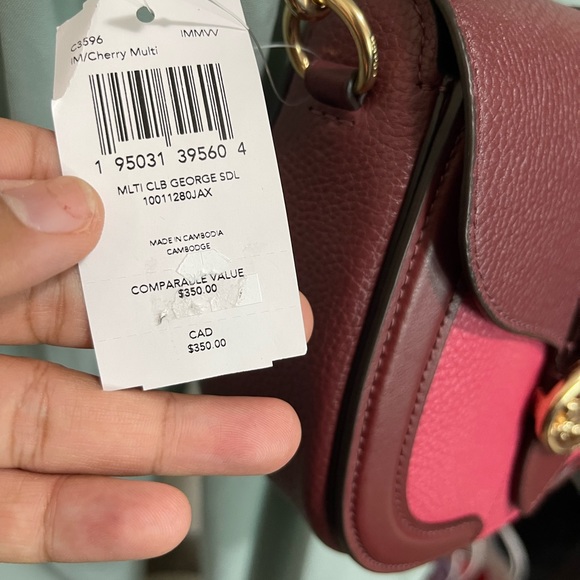 C3596 IMMVV
IM/Cherry Multi
1 95031 39560 4
MLTI CLB GEORGE SDL
10011280JAX
MADE IN CAMBODIA
CAMBODGE
COMPARABLE VALUE
$350.00
CAD
$350.00